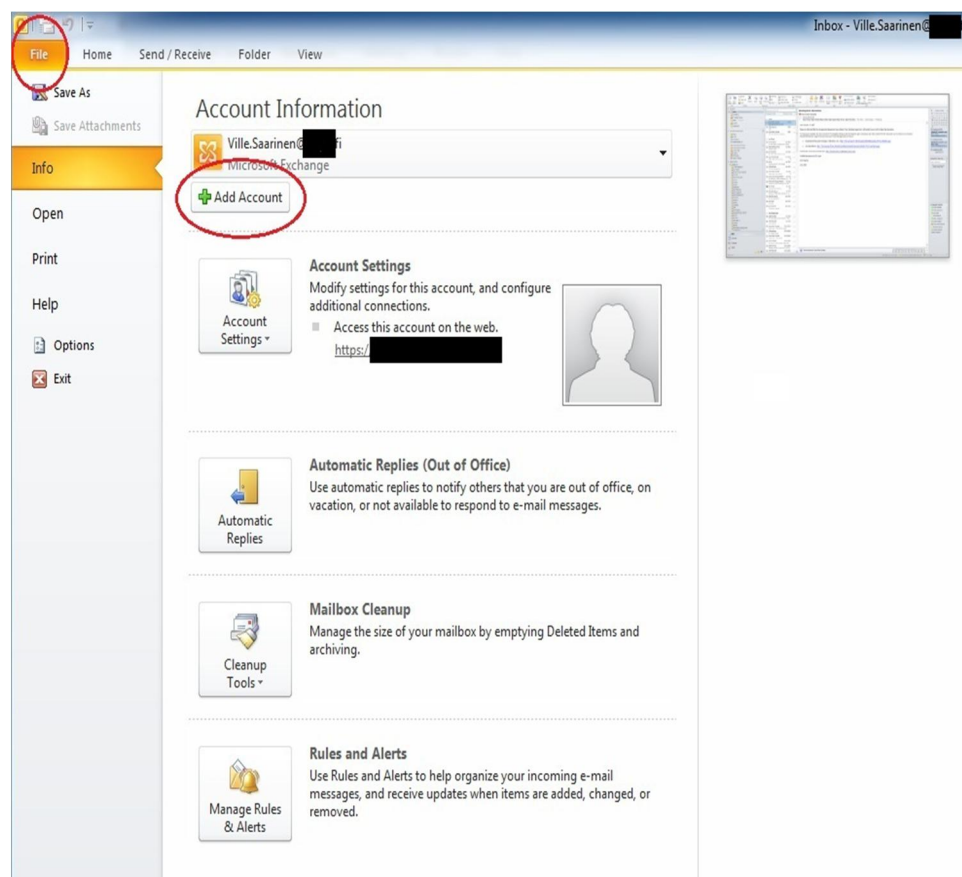 Inbox - Ville.Saarinen@
File Home Send / Receive Folder View
Save As
Save Attachments
Info
Open
Print
Help
Options
Exit
Account Information
Ville.Saarinen@ fi
Microsoft Exchange
Add Account
Account Settings
Modify settings for this account, and configure
additional connections.
Access this account on the web.
https:/
Account
Settings
Automatic Replies (Out of Office)
Use automatic replies to notify others that you are out of office, on
vacation, or not available to respond to e-mail messages.
Automatic
Replies
Mailbox Cleanup
Manage the size of your mailbox by emptying Deleted Items and
archiving.
Cleanup
Tools
Rules and Alerts
Use Rules and Alerts to help organize your incoming e-mail
messages, and receive updates when items are added, changed, or
removed.
Manage Rules
& Alerts